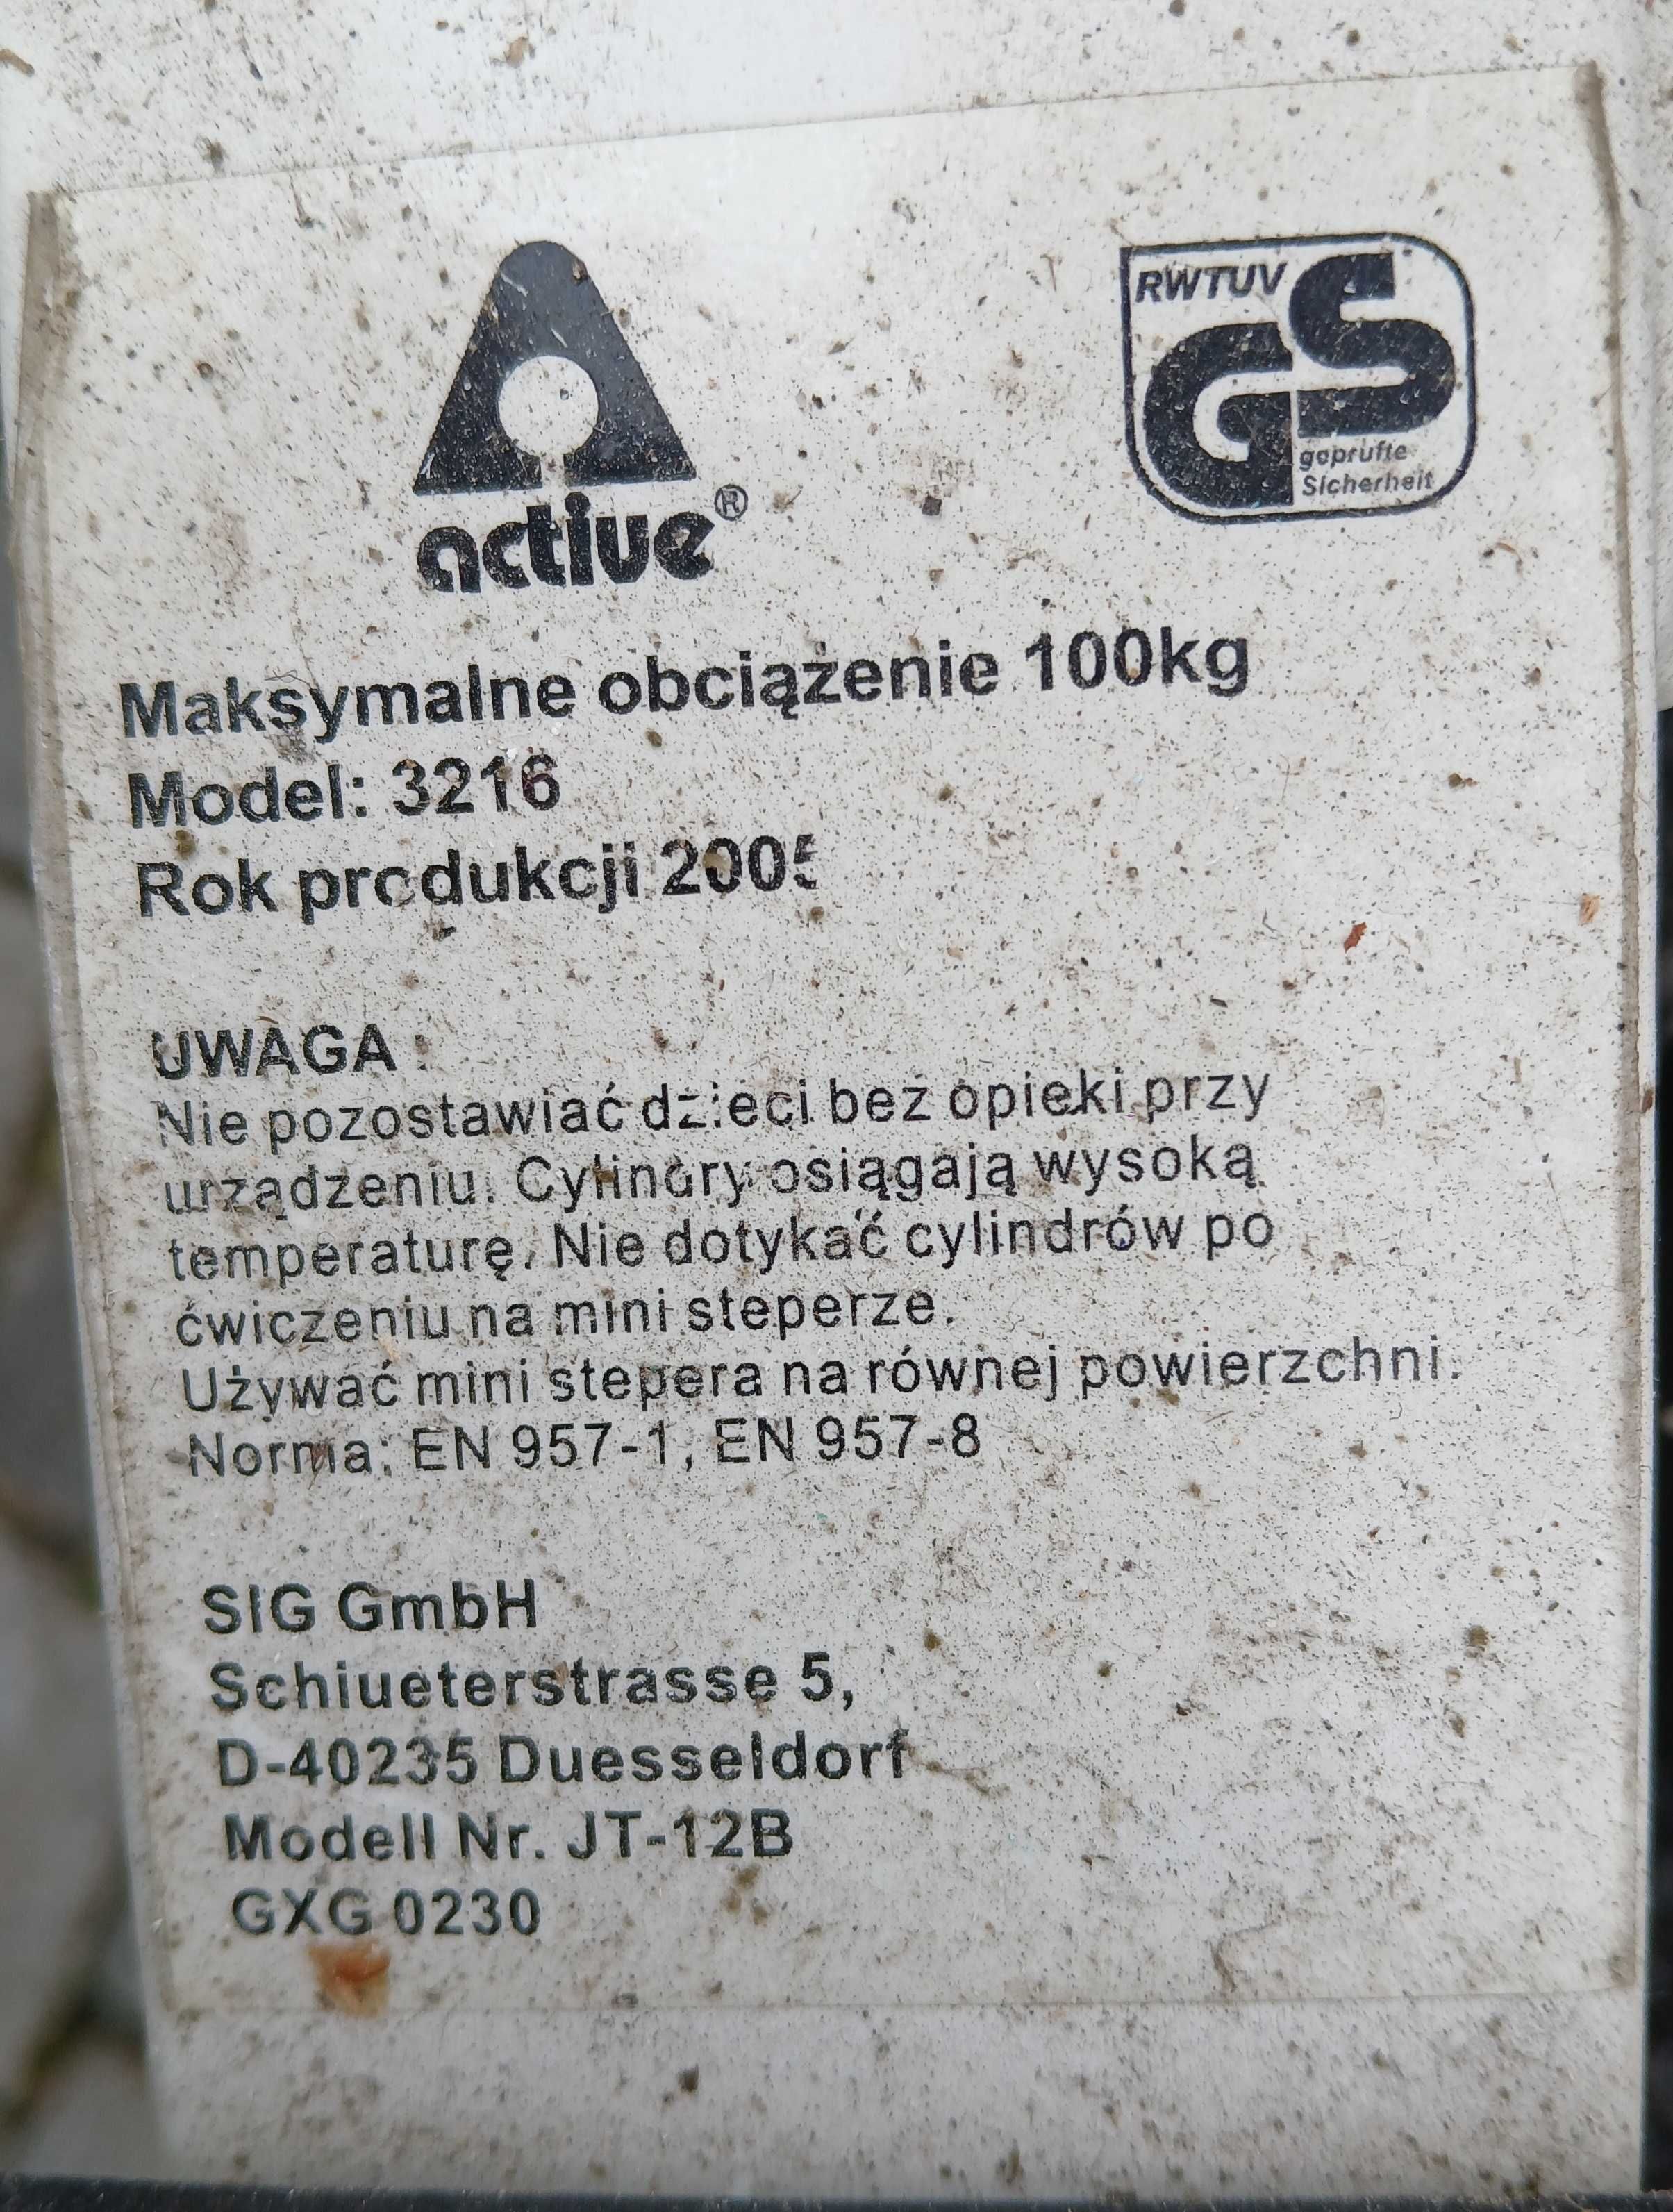 active®
RWTUV
GS
geprüfte
Sicherheit
Maksymalne obciążenie 100kg
Model: 3216
Rok produkcji 2005
UWAGA :
Nie pozostawiać dzieci bez opieki przy
urządzeniu. Cylindry osiągają wysoką
temperaturę. Nie dotykać cylindrów po
ćwiczeniu na mini steperze.
Używać mini stepera na równej powierzchni.
Norma: EN 957-1, EN 957-8
SIG GmbH
Schiueterstrasse 5,
D-40235 Duesseldorf
Modell Nr. JT-12B
GXG 0230